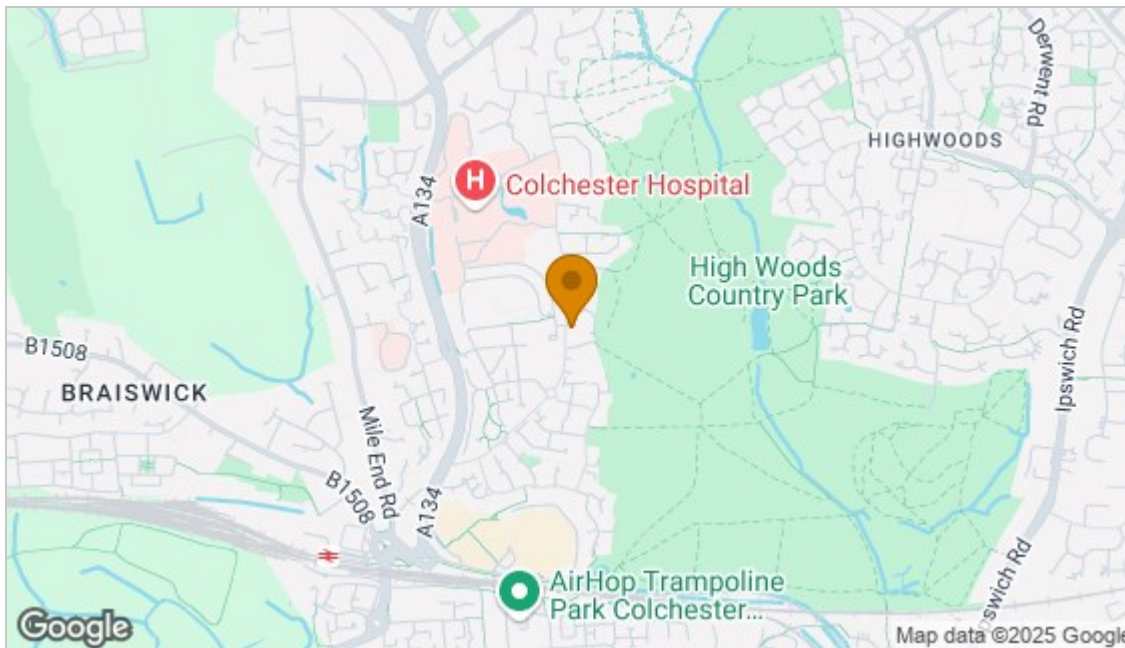 Derwent Rd
HIGHWOODS
H
Colchester Hospital
A134
High Woods
Country Park
Ipswich Rd
B1508
BRAISWICK
Mile End Rd
B1508
A134
AirHop Trampoline
Park Colchester...
pswich Rd
Google
Map data ©2025 Google